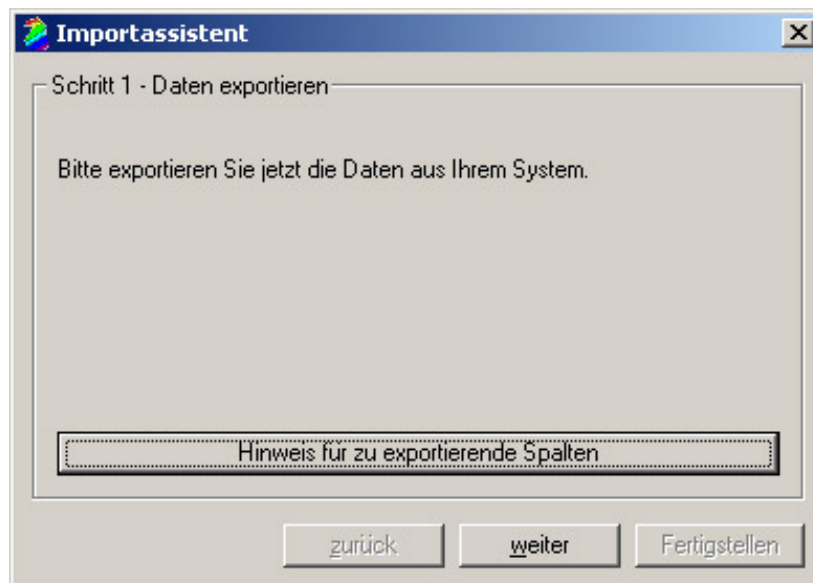 Importassistent
Schritt 1 - Daten exportieren
Bitte exportieren Sie jetzt die Daten aus Ihrem System.
Hinweis für zu exportierende Spalten
zurück
weiter
Fertigstellen